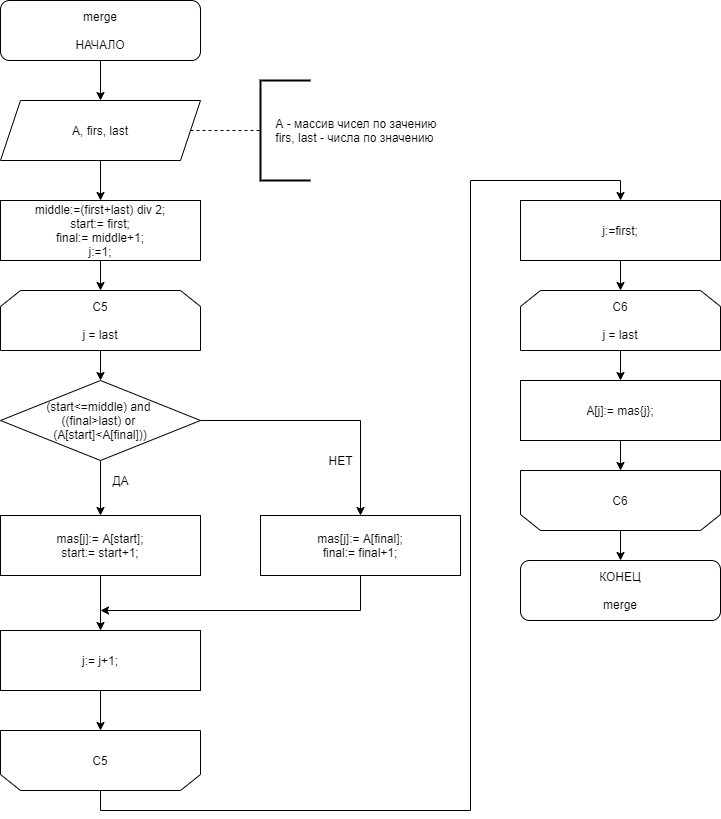 merge
НАЧАЛО
A, firs, last
A - массив чисел по зачению
firs, last - числа по значению
middle:=(first+last) div 2;
start:= first;
final:= middle+1;
j:=1;
C5
j = last
(start<=middle) and
((final>last) or
(A[start]<A[final]))
ДА
НЕТ
mas[j]:= A[start];
start:= start+1;
mas[j]:= A[final];
final:= final+1;
j:= j+1;
C5
j:=first;
C6
j = last
A[j]:= mas{j};
C6
КОНЕЦ
merge